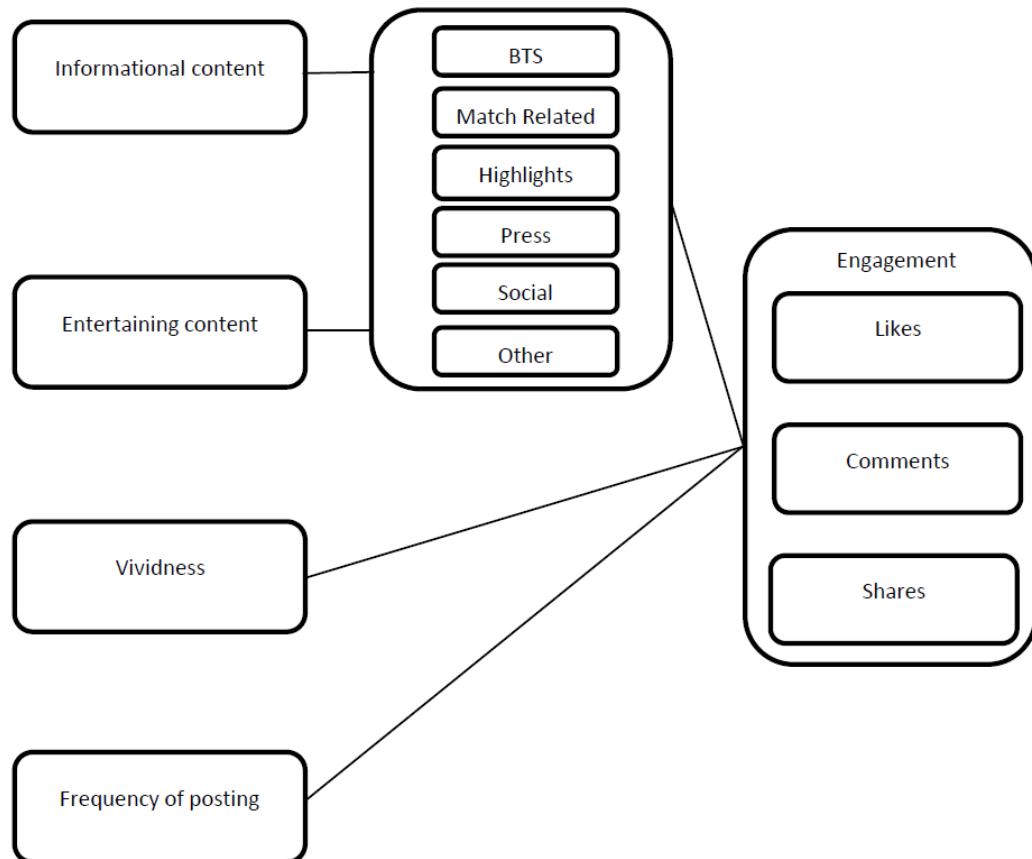 Informational content
BTS
Match Related
Highlights
Press
Social
Other
Entertaining content
Engagement
Likes
Comments
Shares
Vividness
Frequency of posting